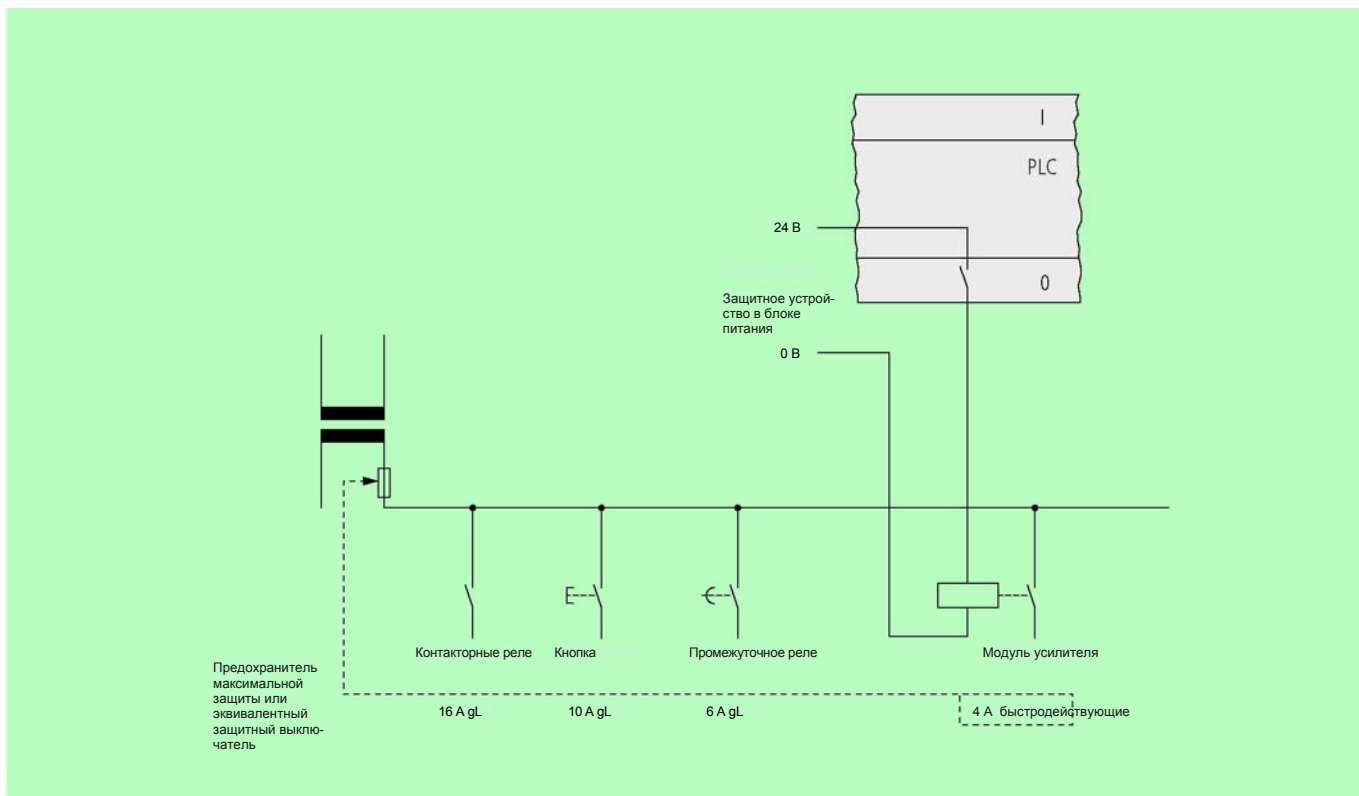 I
PLC
24 В
0
Защитное устрой-
ство в блоке
питания
0 В
Контакторные реле
Кнопка
Промежуточное реле
Модуль усилителя
Предохранитель
максимальной
защиты или
эквивалентный
защитный выклю-
чатель
16 A gL
10 A gL
6 A gL
4 A быстродействующие